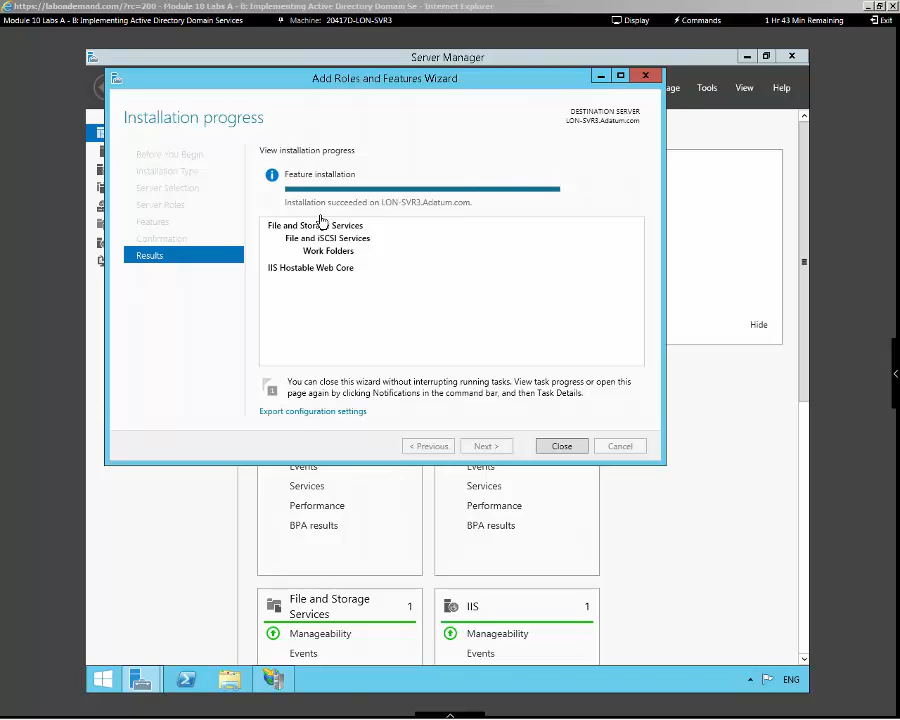 https://labondemand.com/?rc=200 - Module 10 Labs A - B: Implementing Active Directory Domain Se - Internet Explorer
Module 10 Labs A - B: Implementing Active Directory Domain Services
Machine: 20417D-LON-SVR3
Display
Commands
1 Hr 43 Min Remaining
Exit
Server Manager
Add Roles and Features Wizard
Tools
View
Help
Installation progress
DESTINATION SERVER
LON-SVR3.Adatum.com
Before You Begin
Installation Type
Server Selection
Server Roles
Features
Confirmation
Results
View installation progress
Feature installation
Installation succeeded on LON-SVR3.Adatum.com.
File and Storage Services
File and iSCSI Services
Work Folders
IIS Hostable Web Core
Hide
You can close this wizard without interrupting running tasks. View task progress or open this
page again by clicking Notifications in the command bar, and then Task Details.
Export configuration settings
< Previous
Next >
Close
Cancel
Events
Services
Performance
BPA results
Events
Services
Performance
BPA results
File and Storage
Services
1
Manageability
Events
IIS
1
Manageability
Events
ENG